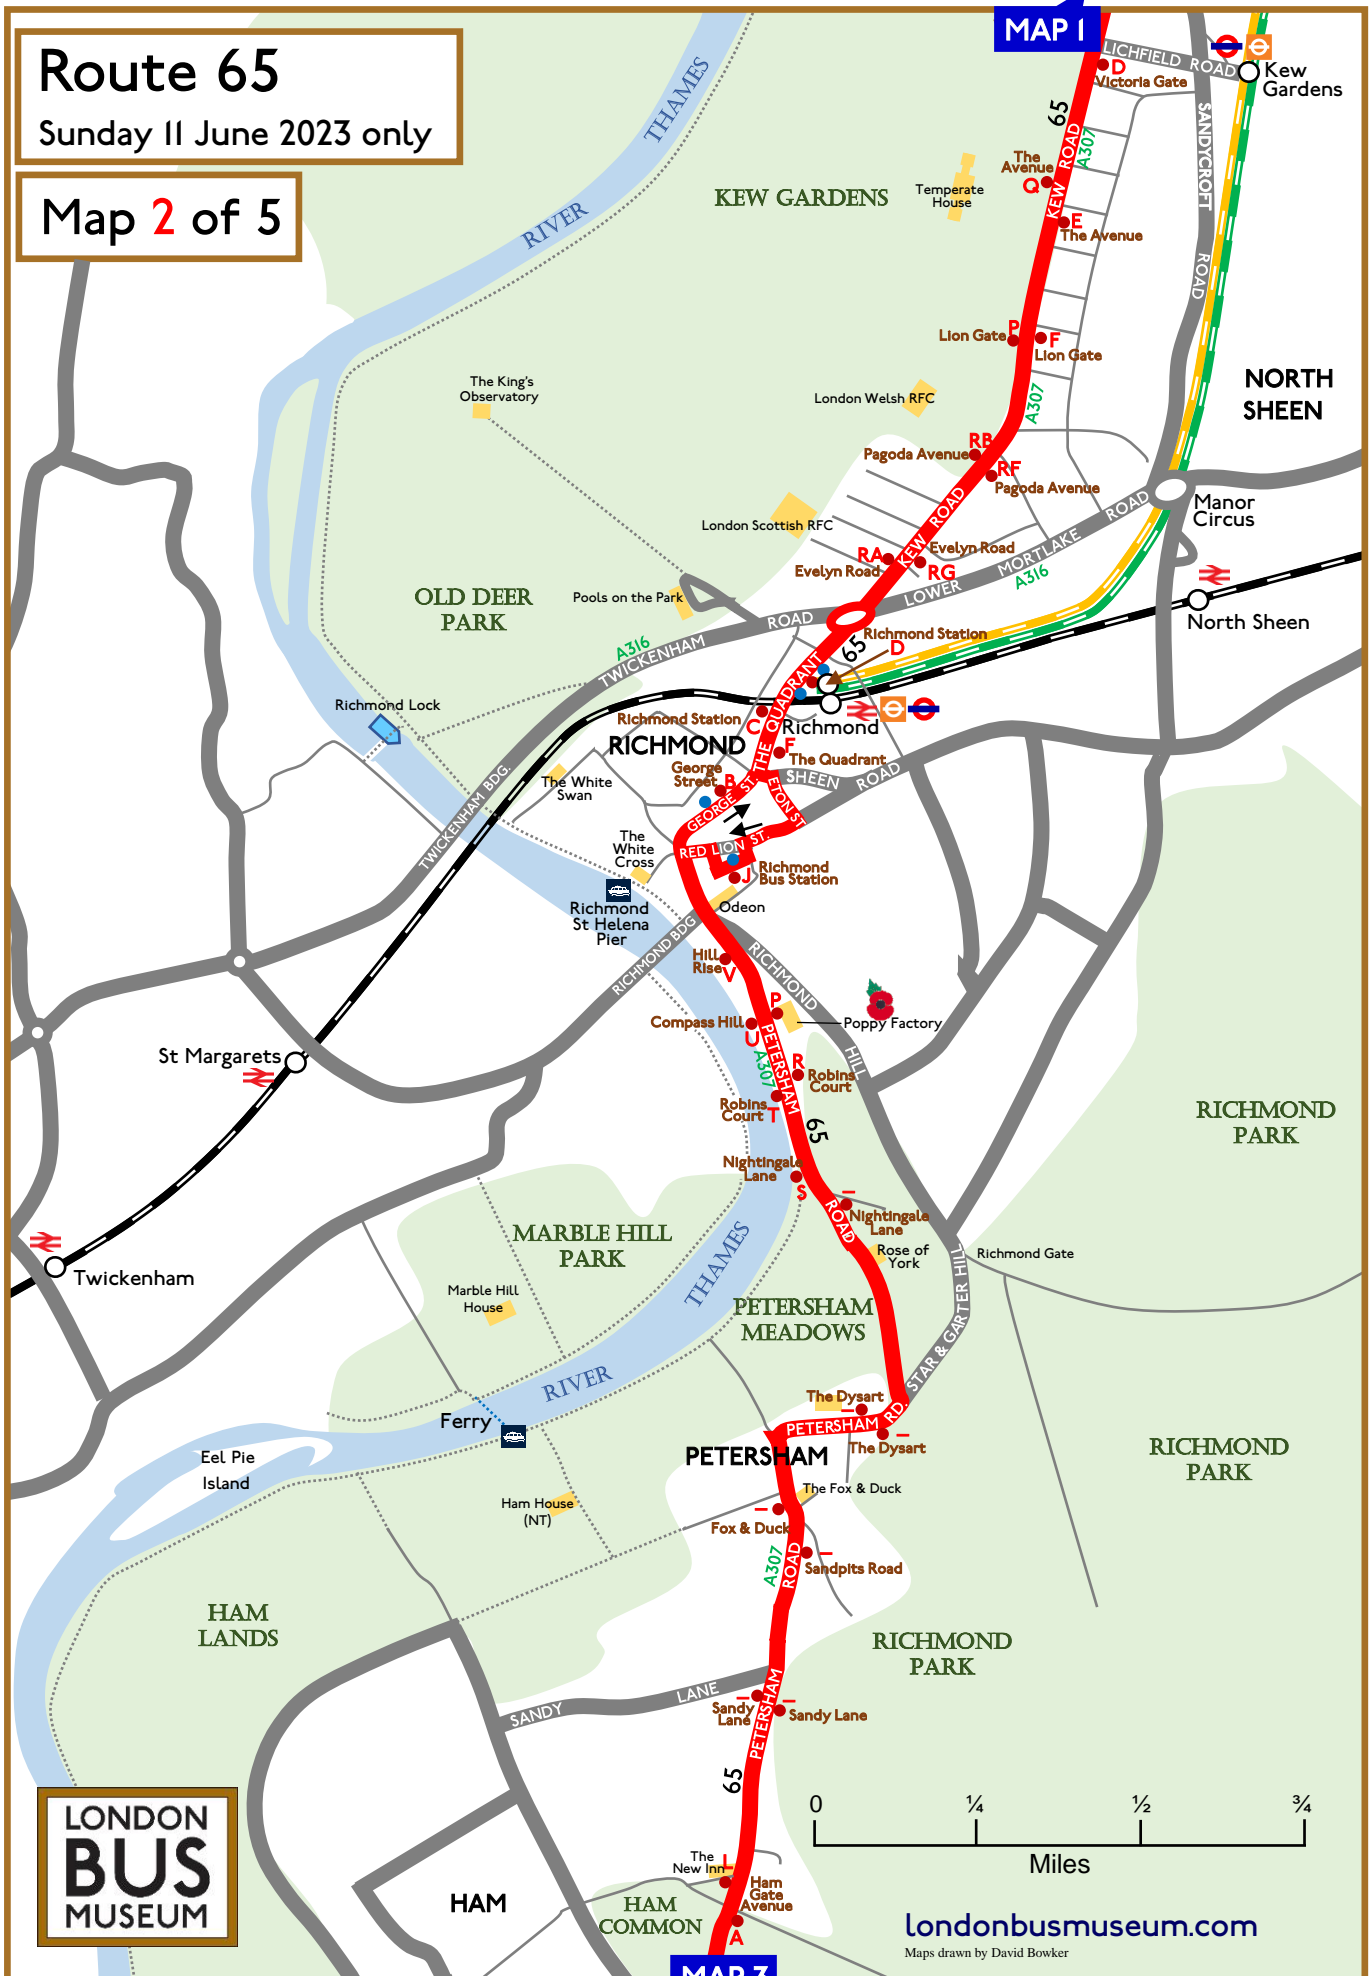 MAP 1
Route 65
Sunday 11 June 2023 only
Map 2 of 5
LICHFIELD ROAD
Kew
Gardens
D
Victoria Gate
65
A307
KEW ROAD
SANDYCROFT ROAD
RIVER THAMES
KEW GARDENS
Temperate
House
The
Avenue
Q
E
The Avenue
P
Lion Gate
F
Lion Gate
A307
NORTH
SHEEN
The King's
Observatory
London Welsh RFC
RB
Pagoda Avenue
RF
Pagoda Avenue
KEW ROAD
London Scottish RFC
Manor
Circus
RA
Evelyn Road
Evelyn Road
RG
LOWER MORTLAKE ROAD
A316
North Sheen
OLD DEER
PARK
Pools on the Park
TWICKENHAM ROAD
A316
65
Richmond Station
D
Richmond Lock
Richmond Station
C
THE QUADRANT
Richmond
RICHMOND
F
The Quadrant
George
Street
B
SHEEN ROAD
GEORGE ST.
ETON ST
RED LION ST.
The White
Swan
TWICKENHAM BDG.
The
White
Cross
J
Richmond
Bus Station
Odeon
Richmond
St Helena
Pier
RICHMOND BDG
Hill
Rise
V
RICHMOND HILL
P
Poppy Factory
Compass Hill
U
A307
PETERSHAM ROAD
R
Robins
Court
Robins
Court
T
65
St Margarets
Twickenham
RICHMOND
PARK
Nightingale
Lane
S
Nightingale
Lane
Rose of
York
Richmond Gate
STAR & GARTER HILL
MARBLE HILL
PARK
Marble Hill
House
RIVER THAMES
PETERSHAM
MEADOWS
The Dysart
PETERSHAM RD.
The Dysart
PETERSHAM
Ferry
Eel Pie
Island
Ham House
(NT)
The Fox & Duck
Fox & Duck
A307
ROAD
Sandpits Road
RICHMOND
PARK
HAM
LANDS
RICHMOND
PARK
SANDY LANE
PETERSHAM
Sandy
Lane
Sandy Lane
65
0 ¼ ½ ¾
Miles
LONDON
BUS
MUSEUM
HAM
The
New Inn
L
Ham
Gate
Avenue
A
HAM
COMMON
londonbusmuseum.com
Maps drawn by David Bowker
MAP 3